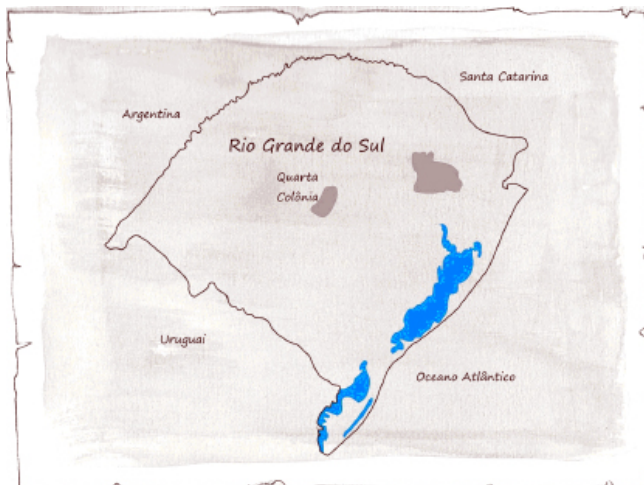 Santa Catarina
Argentina
Rio Grande do Sul
Quarta
Colônia
Uruguai
Oceano Atlântico